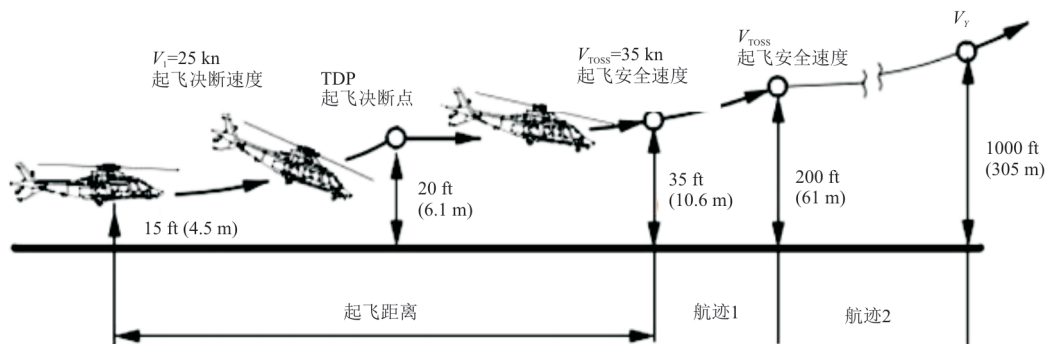 V₁=25 kn
起飞决断速度
TDP
起飞决断点
V_TOSS=35 kn
起飞安全速度
V_TOSS
起飞安全速度
V_Y
15 ft (4.5 m)
20 ft
(6.1 m)
35 ft
(10.6 m)
200 ft
(61 m)
1000 ft
(305 m)
起飞距离
航迹1
航迹2